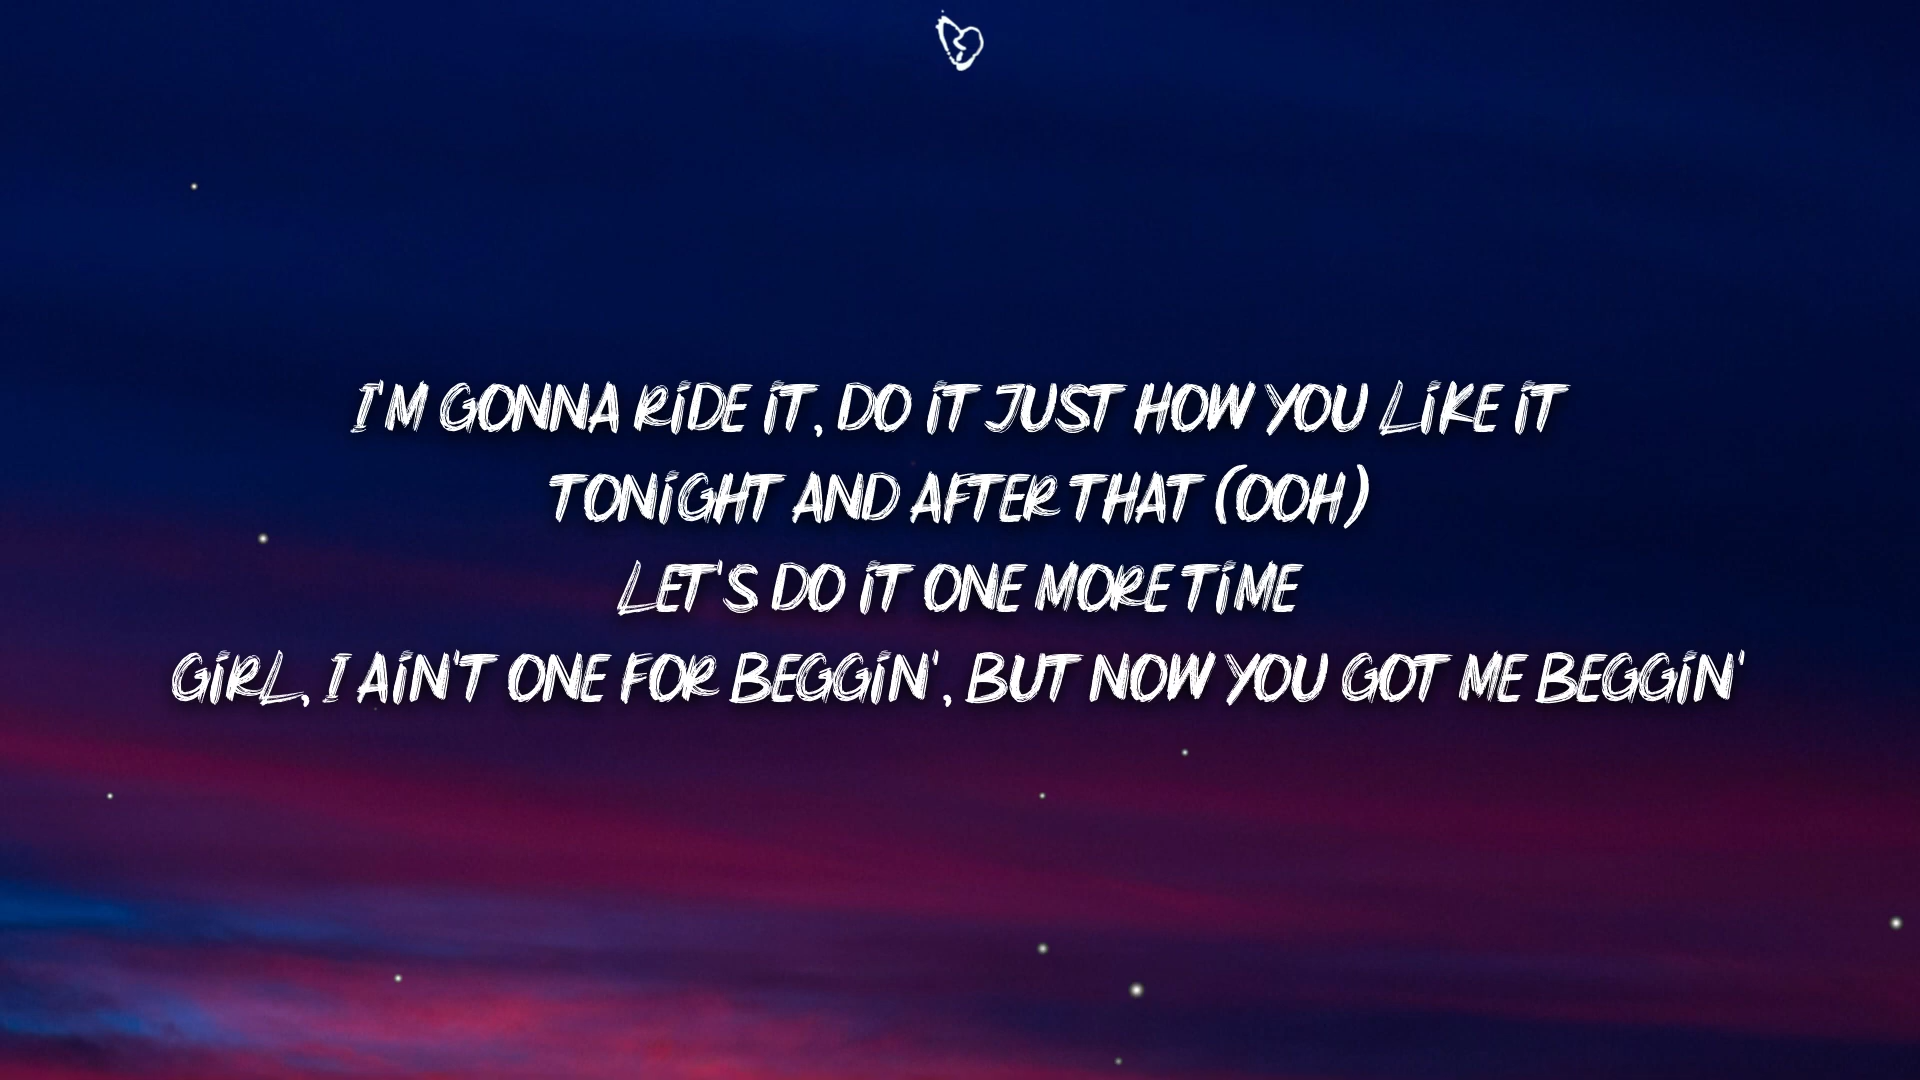 I'M GONNA RIDE IT, DO IT JUST HOW YOU LIKE IT
TONIGHT AND AFTER THAT (OOH)
LET'S DO IT ONE MORE TIME
GIRL, I AIN'T ONE FOR BEGGIN', BUT NOW YOU GOT ME BEGGIN'